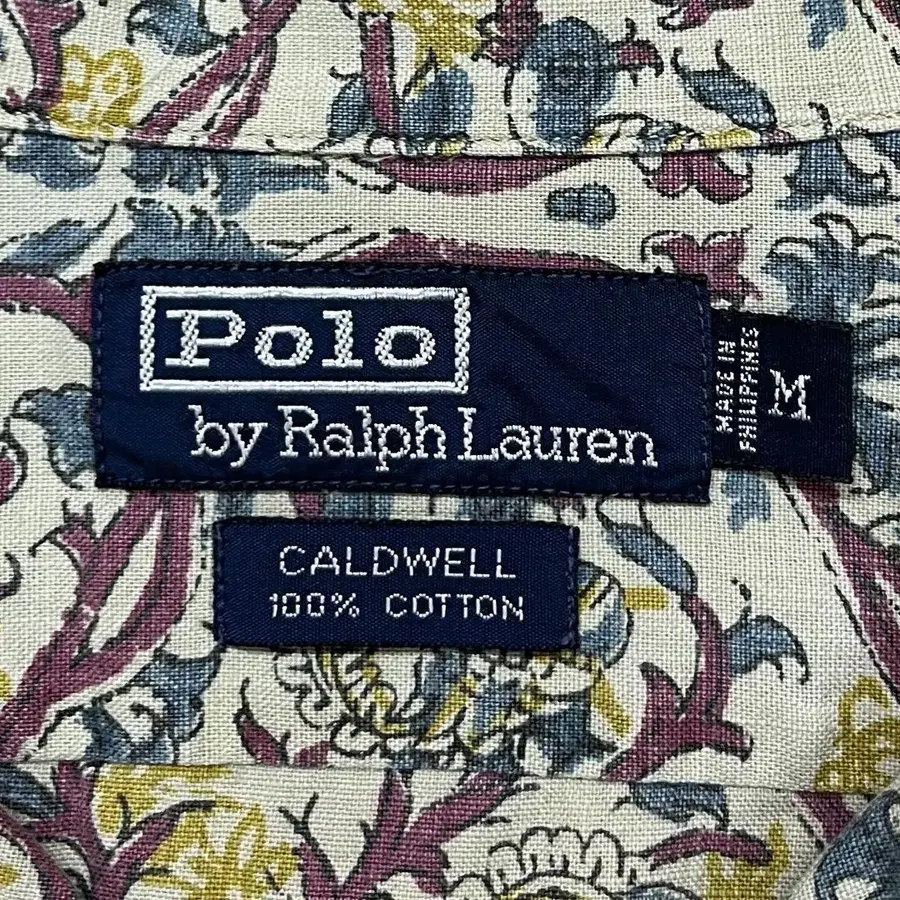 Polo
by Ralph Lauren
MADE IN
PHILIPPINES
M
CALDWELL
100% COTTON